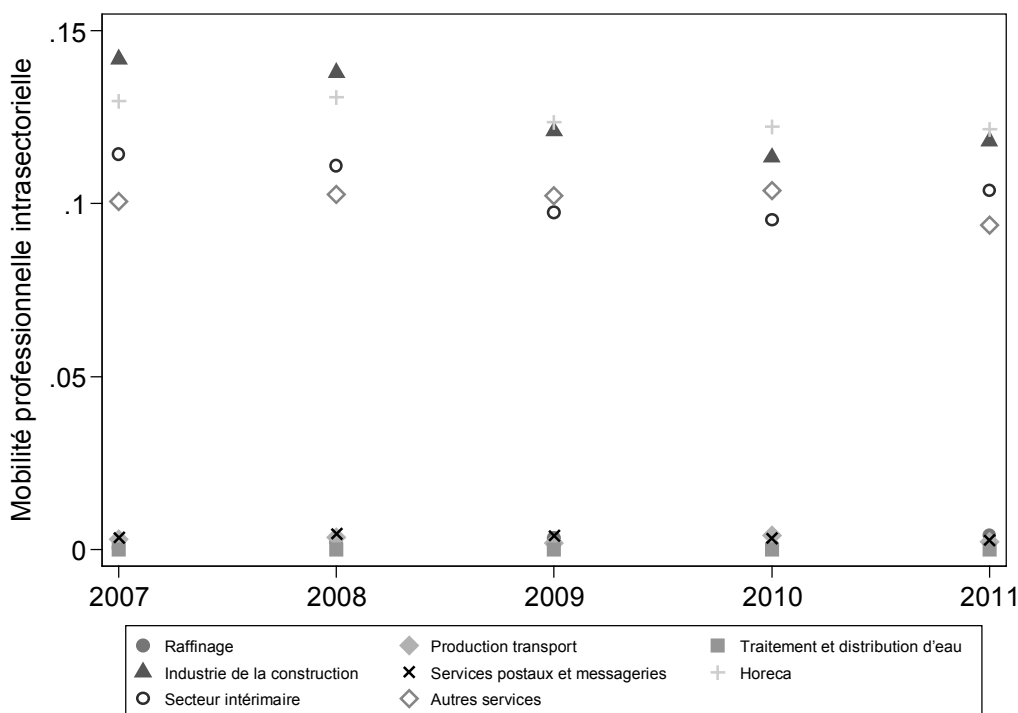 Mobilité professionnelle intrasectorielle
.15
.1
.05
0
2007 2008 2009 2010 2011
Raffinage Production transport Traitement et distribution d'eau
Industrie de la construction Services postaux et messageries Horeca
Secteur intérimaire Autres services